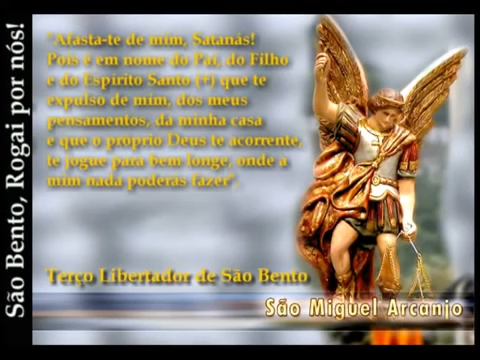 São Bento, Rogai por nós!
"Afasta-te de mim, Satanás!
Pois é em nome do Pai, do Filho
e do Espírito Santo (+) que te
expulso de mim, dos meus
pensamentos, da minha casa
e que o próprio Deus te acorrente,
te jogue para bem longe, onde a
mim nada poderás fazer".
Terço Libertador de São Bento
São Miguel Arcanjo